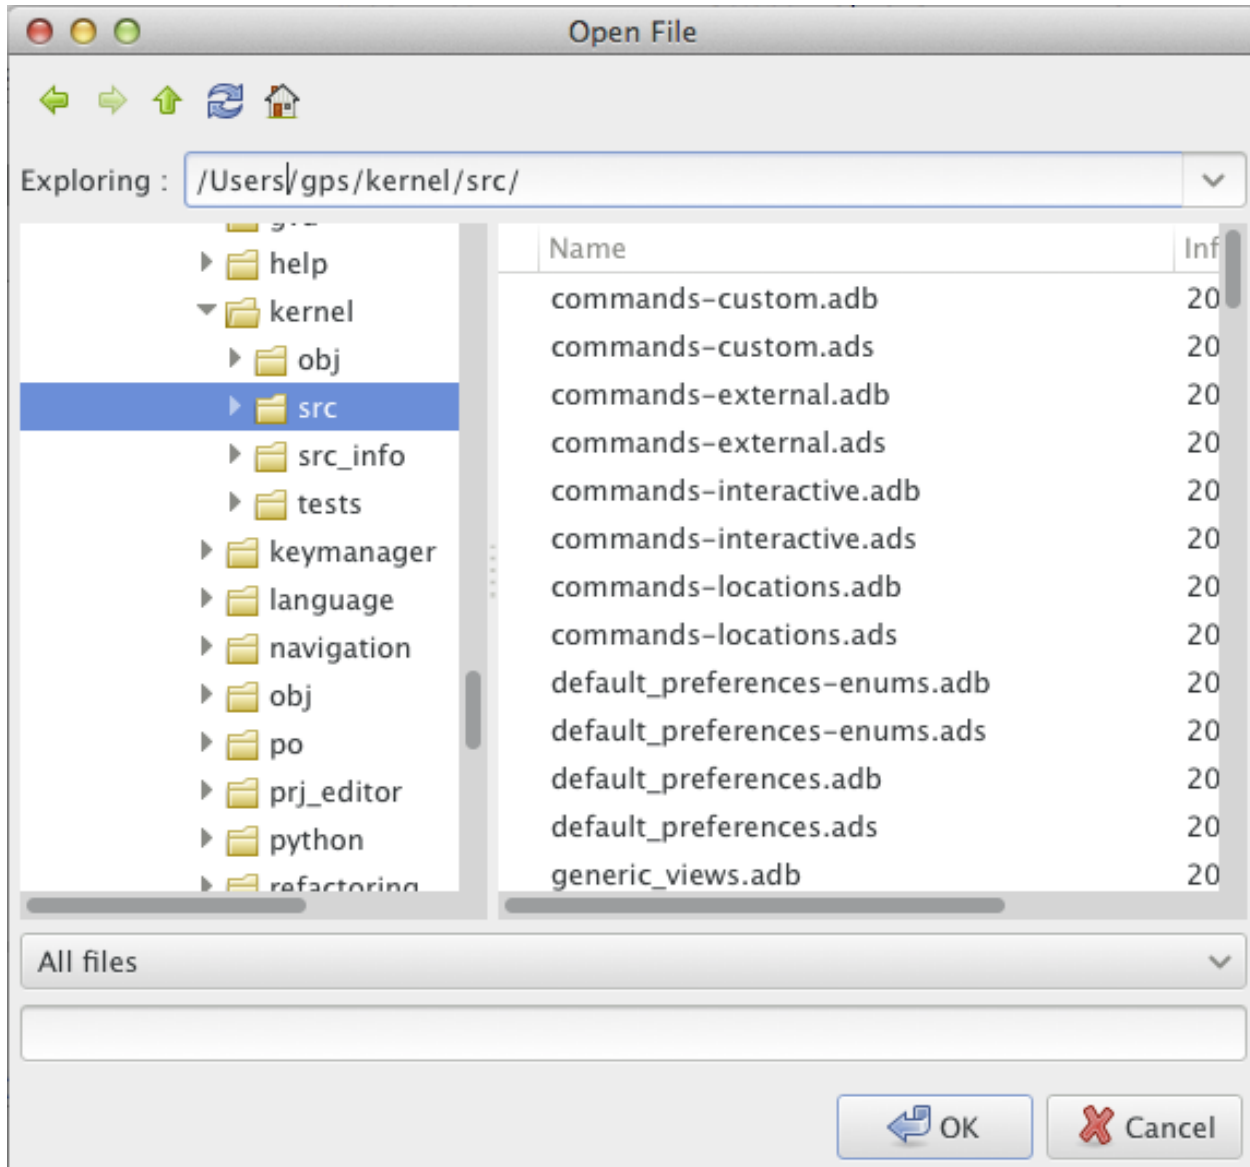 Open File
Exploring : /Users/gps/kernel/src/
help
kernel
obj
src
src_info
tests
keymanager
language
navigation
obj
po
prj_editor
python
refactoring
Name Inf
commands-custom.adb 20
commands-custom.ads 20
commands-external.adb 20
commands-external.ads 20
commands-interactive.adb 20
commands-interactive.ads 20
commands-locations.adb 20
commands-locations.ads 20
default_preferences-enums.adb 20
default_preferences-enums.ads 20
default_preferences.adb 20
default_preferences.ads 20
generic_views.adb 20
All files
OK Cancel